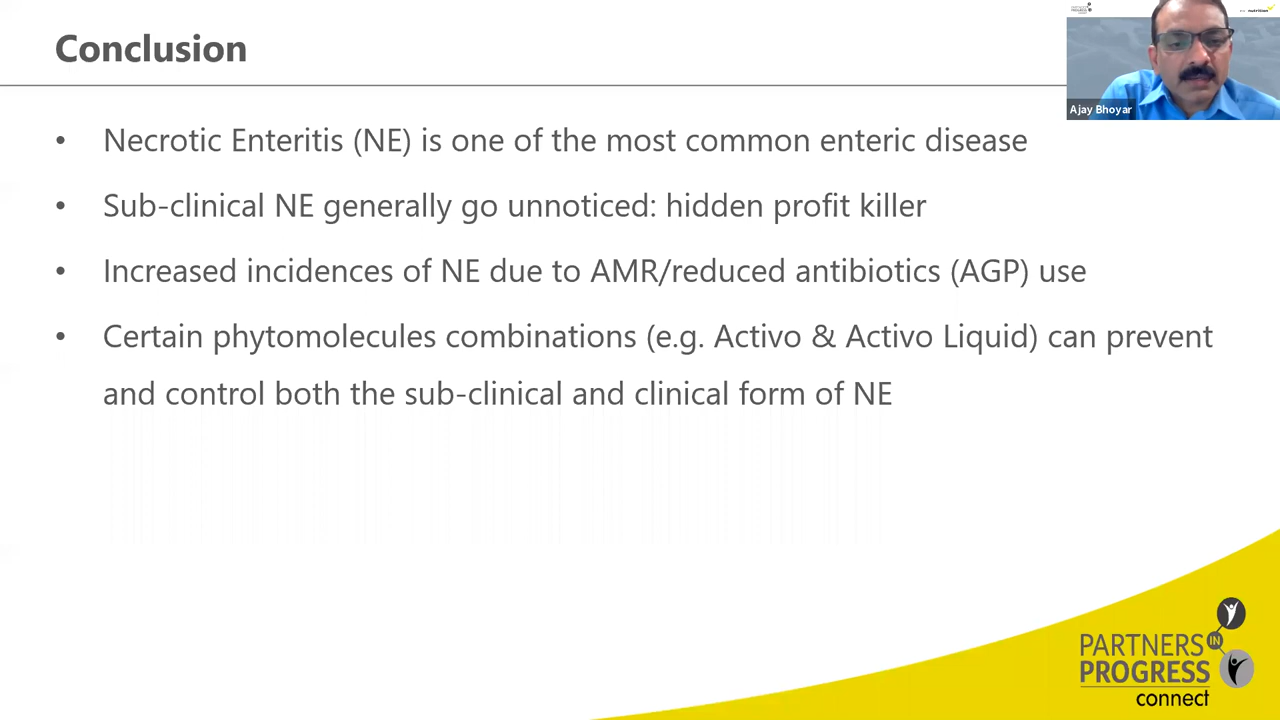 Conclusion
Ajay Bhoyar
• Necrotic Enteritis (NE) is one of the most common enteric disease
• Sub-clinical NE generally go unnoticed: hidden profit killer
• Increased incidences of NE due to AMR/reduced antibiotics (AGP) use
• Certain phytomolecules combinations (e.g. Activo & Activo Liquid) can prevent
and control both the sub-clinical and clinical form of NE
PARTNERS IN
PROGRESS
connect